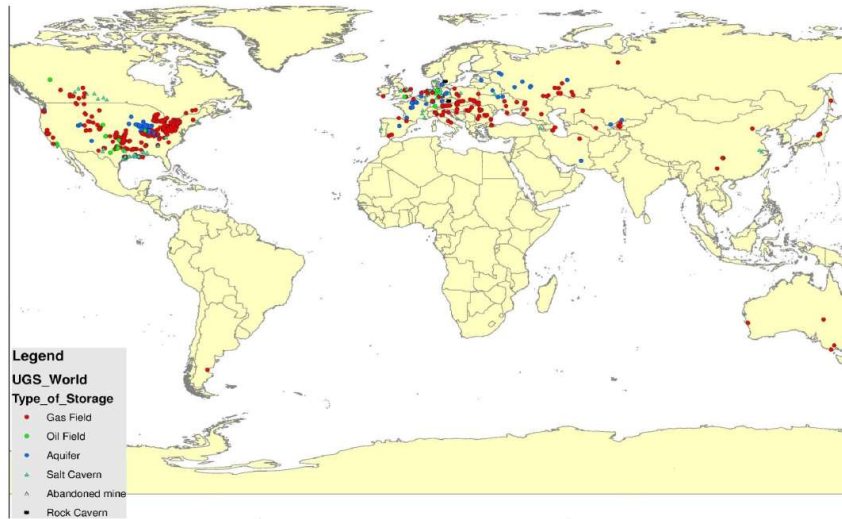 Legend
UGS_World
Type_of_Storage
Gas Field
Oil Field
Aquifer
Salt Cavern
Abandoned mine
Rock Cavern